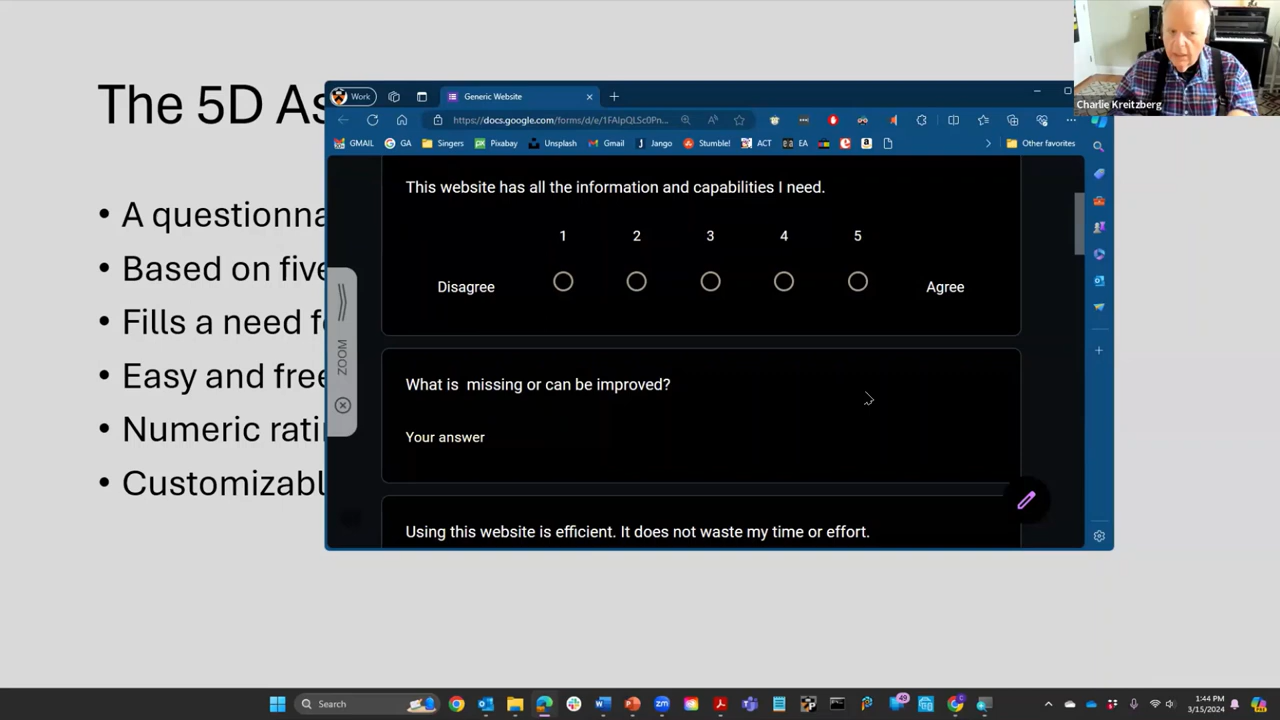 The 5D As
• A questionna
• Based on five
• Fills a need f
• Easy and free
• Numeric rati
• Customizabl
Work
Generic Website
https://docs.google.com/forms/d/e/1FAIpQLSc0Pn...
GMAIL
GA
Singers
Pixabay
Unsplash
Gmail
Jango
Stumble!
ACT
EA
Other favorites
This website has all the information and capabilities I need.
1 2 3 4 5
Disagree
Agree
What is missing or can be improved?
Your answer
Using this website is efficient. It does not waste my time or effort.
ZOOM
Charlie Kreitzberg
Search
49
1:44 PM
3/15/2024